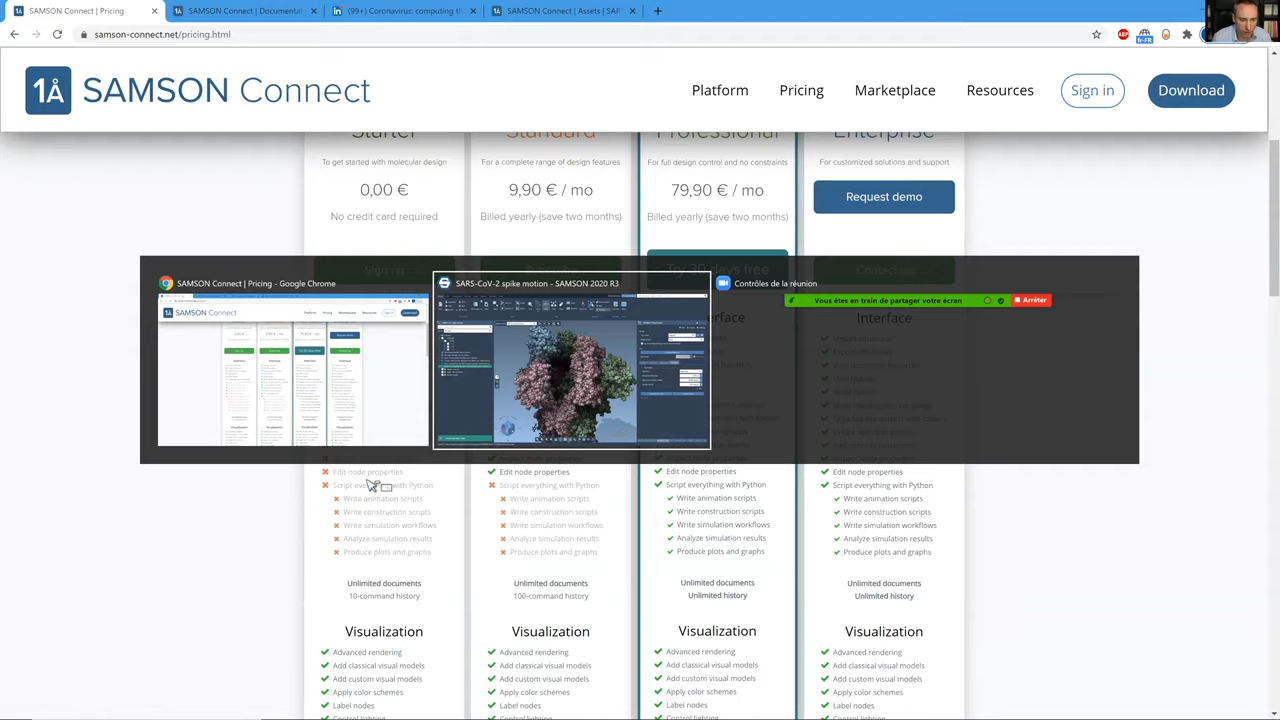 SAMSON Connect | Pricing
SAMSON Connect | Documenta
(99+) Coronavirus: computing th
SAMSON Connect | Assets | SAR
samson-connect.net/pricing.html
ABP
fr-FR
1Å SAMSON Connect
Platform
Pricing
Marketplace
Resources
Sign in
Download
Starter
Standard
Professional
Enterprise
To get started with molecular design
For a complete range of design features
For full design control and no constraints
For customized solutions and support
0,00 €
9,90 € / mo
79,90 € / mo
Request demo
No credit card required
Billed yearly (save two months)
Billed yearly (save two months)
SAMSON Connect | Pricing - Google Chrome
SARS-CoV-2 spike motion - SAMSON 2020 R3
Contrôles de la réunion
Vous êtes en train de partager votre écran
Arrêter
Interface
Edit node properties
Script everything with Python
Write animation scripts
Write construction scripts
Write simulation workflows
Analyze simulation results
Produce plots and graphs
Unlimited documents
10-command history
Visualization
Advanced rendering
Add classical visual models
Add custom visual models
Apply color schemes
Label nodes
Control lighting
Edit node properties
Script everything with Python
Write animation scripts
Write construction scripts
Write simulation workflows
Analyze simulation results
Produce plots and graphs
Unlimited documents
100-command history
Visualization
Advanced rendering
Add classical visual models
Add custom visual models
Apply color schemes
Label nodes
Control lighting
Edit node properties
Script everything with Python
Write animation scripts
Write construction scripts
Write simulation workflows
Analyze simulation results
Produce plots and graphs
Unlimited documents
Unlimited history
Visualization
Advanced rendering
Add classical visual models
Add custom visual models
Apply color schemes
Label nodes
Control lighting
Edit node properties
Script everything with Python
Write animation scripts
Write construction scripts
Write simulation workflows
Analyze simulation results
Produce plots and graphs
Unlimited documents
Unlimited history
Visualization
Advanced rendering
Add classical visual models
Add custom visual models
Apply color schemes
Label nodes
Control lighting